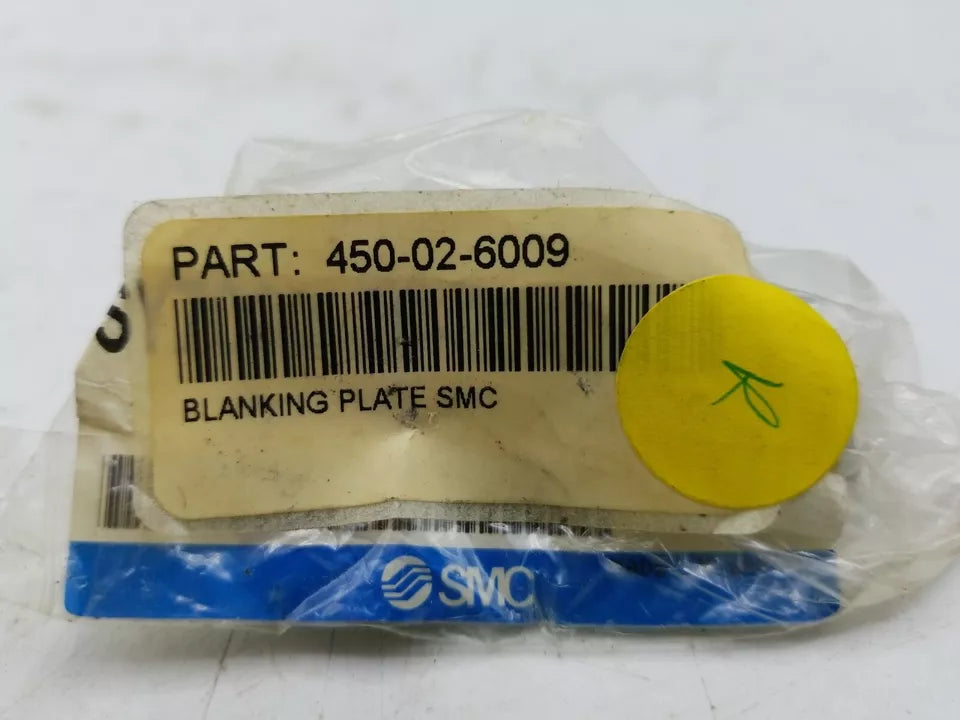 PART: 450-02-6009
BLANKING PLATE SMC
SMC